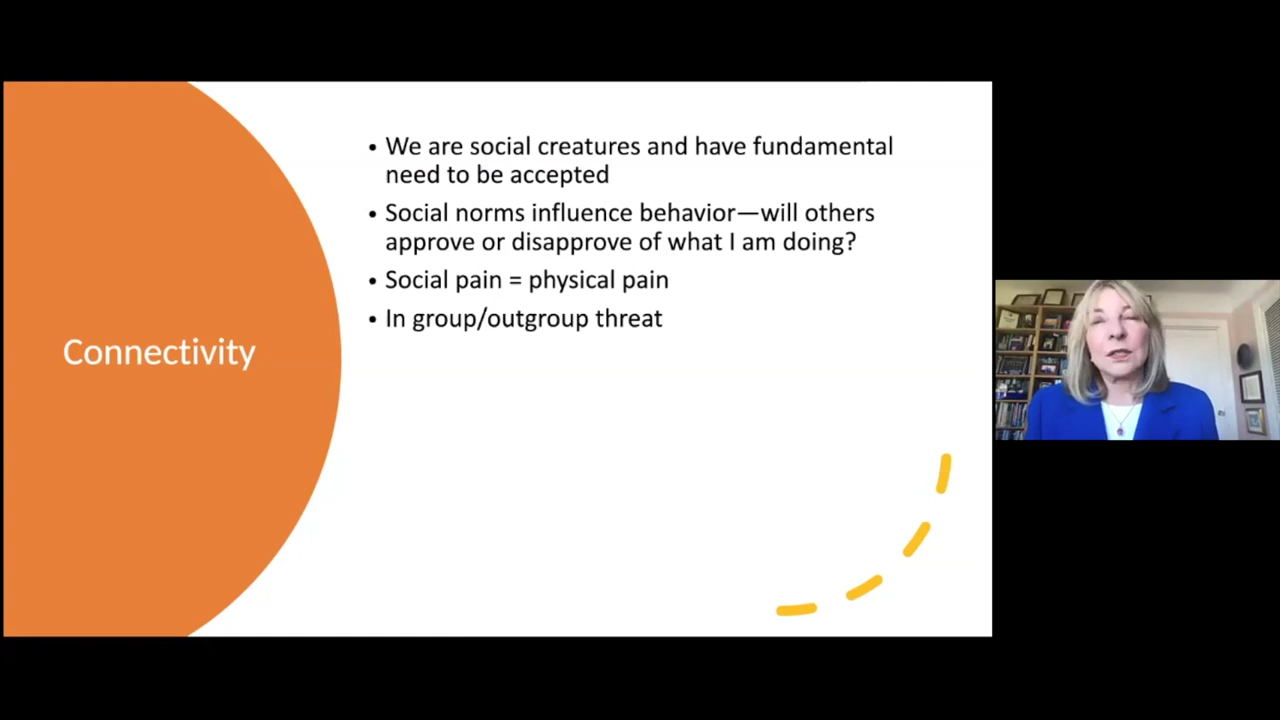 Connectivity
• We are social creatures and have fundamental
need to be accepted
• Social norms influence behavior—will others
approve or disapprove of what I am doing?
• Social pain = physical pain
• In group/outgroup threat